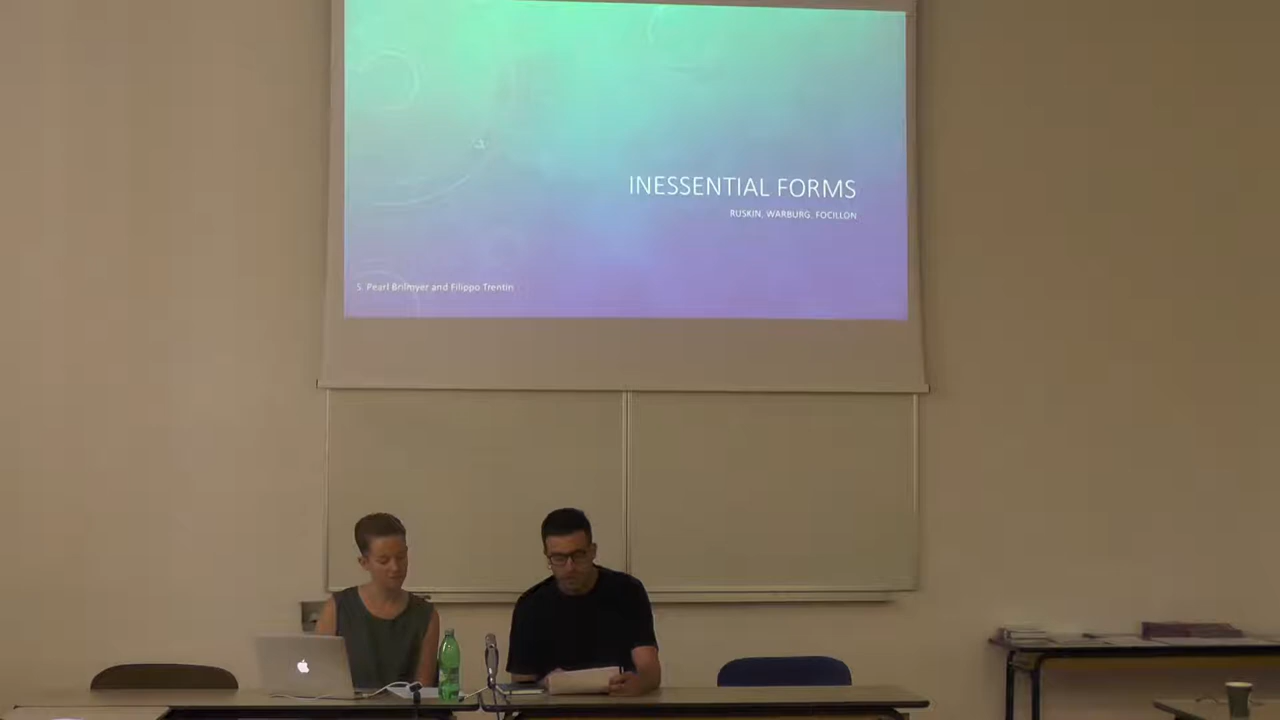 INESSENTIAL FORMS
RUSKIN, WARBURG, FOCILLON
S. Pearl Brilmyer and Filippo Trentin